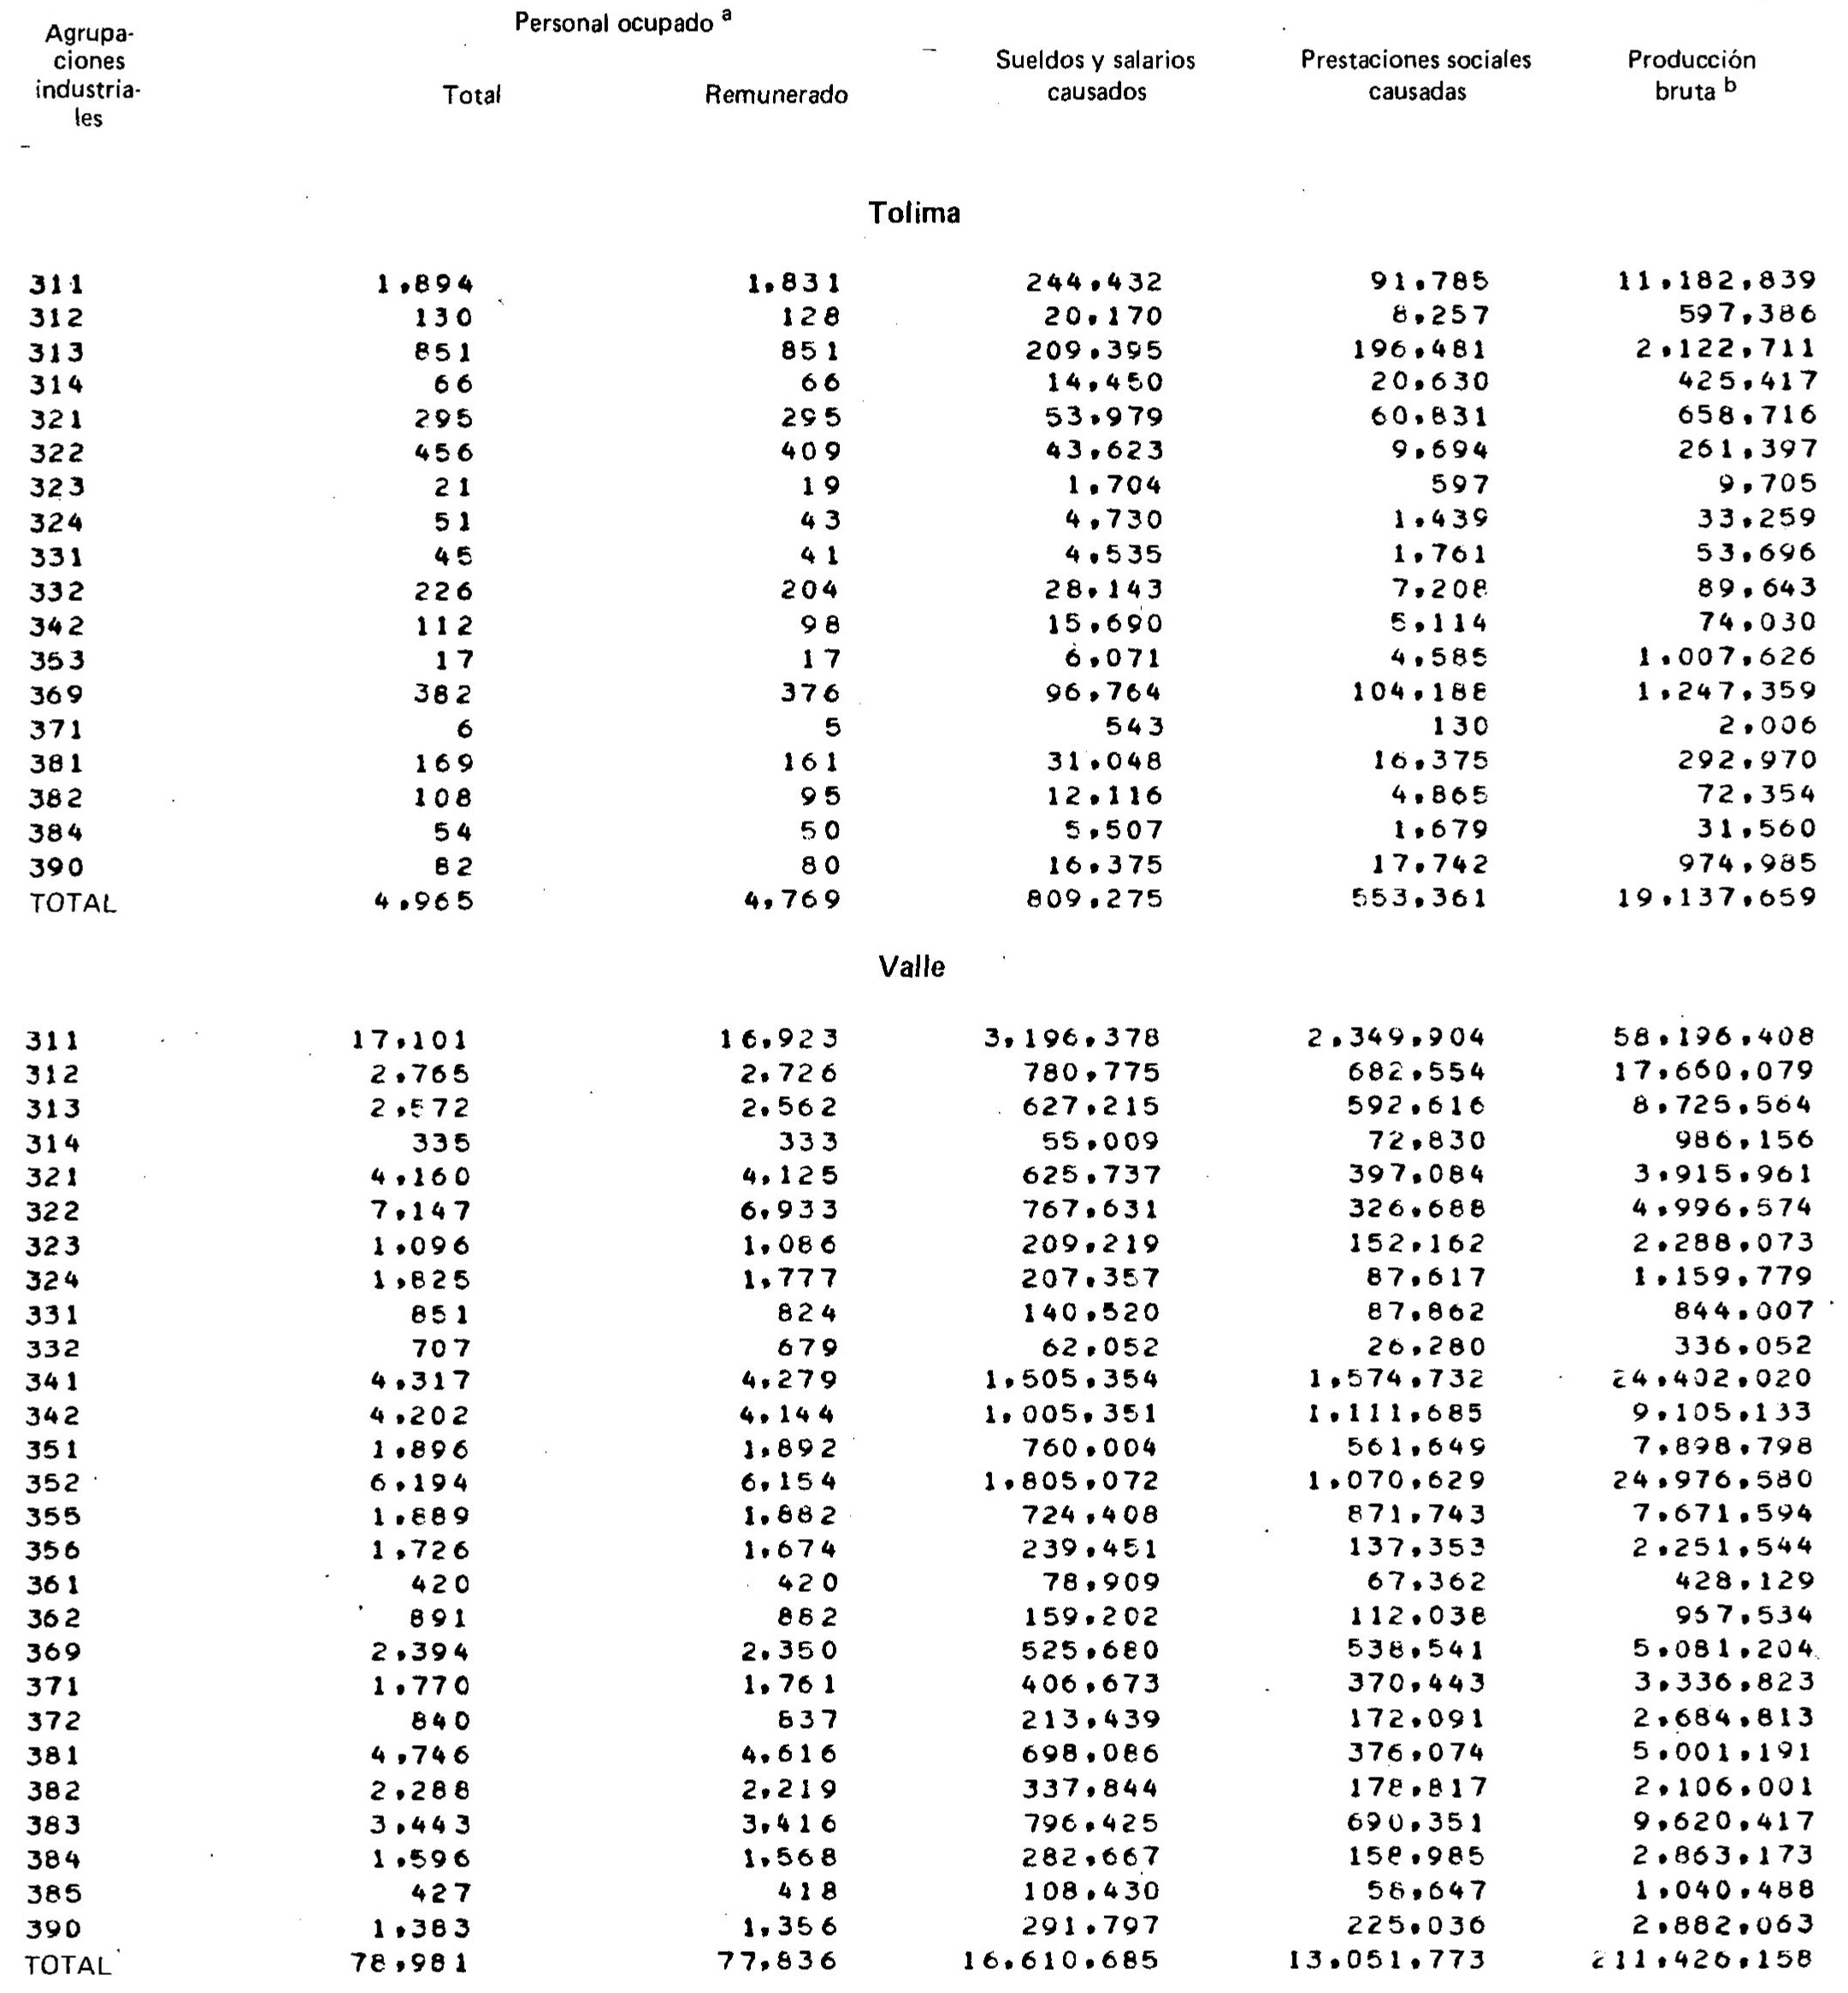 Agrupa-
ciones
industria-
les
Personal ocupado a
Total
Remunerado
Sueldos y salarios
causados
Prestaciones sociales
causadas
Producción
bruta b
Tolima
311 1,894 1,831 244,432 91,785 11,182,839
312 130 128 20,170 8,257 597,386
313 851 851 209,395 196,481 2,122,711
314 66 66 14,450 20,630 425,417
321 295 295 53,979 60,831 658,716
322 456 409 43,623 9,694 261,397
323 21 19 1,704 597 9,705
324 51 43 4,730 1,439 33,259
331 45 41 4,535 1,761 53,696
332 226 204 28,143 7,208 89,643
342 112 98 15,690 5,114 74,030
353 17 17 6,071 4,585 1,007,626
369 382 376 96,764 104,188 1,247,359
371 6 5 543 130 2,006
381 169 161 31,048 16,375 292,970
382 108 95 12,116 4,865 72,354
384 54 50 5,507 1,679 31,560
390 82 80 16,375 17,742 974,985
TOTAL 4,965 4,769 809,275 553,361 19,137,659
Valle
311 17,101 16,923 3,196,378 2,349,904 58,196,408
312 2,765 2,726 780,775 682,554 17,660,079
313 2,572 2,562 627,215 592,616 8,725,564
314 335 333 55,009 72,830 986,156
321 4,160 4,125 625,737 397,084 3,915,961
322 7,147 6,933 767,631 326,688 4,996,574
323 1,096 1,086 209,219 152,162 2,288,073
324 1,825 1,777 207,357 87,617 1,159,779
331 851 824 140,520 87,862 844,007
332 707 679 62,052 26,280 336,052
341 4,317 4,279 1,505,354 1,574,732 24,402,020
342 4,202 4,144 1,005,351 1,111,685 9,105,133
351 1,896 1,892 760,004 561,649 7,898,798
352 6,194 6,154 1,805,072 1,070,629 24,976,580
355 1,889 1,882 724,408 871,743 7,671,594
356 1,726 1,674 239,451 137,353 2,251,544
361 420 420 78,909 67,362 428,129
362 891 882 159,202 112,038 957,534
369 2,394 2,350 525,680 538,541 5,081,204
371 1,770 1,761 406,673 370,443 3,336,823
372 840 837 213,439 172,091 2,684,813
381 4,746 4,616 698,086 376,074 5,001,191
382 2,288 2,219 337,844 178,817 2,106,001
383 3,443 3,416 796,425 690,351 9,620,417
384 1,596 1,568 282,667 158,985 2,863,173
385 427 418 108,430 58,647 1,040,488
390 1,383 1,356 291,797 225,036 2,882,063
TOTAL 78,981 77,836 16,610,685 13,051,773 211,426,158